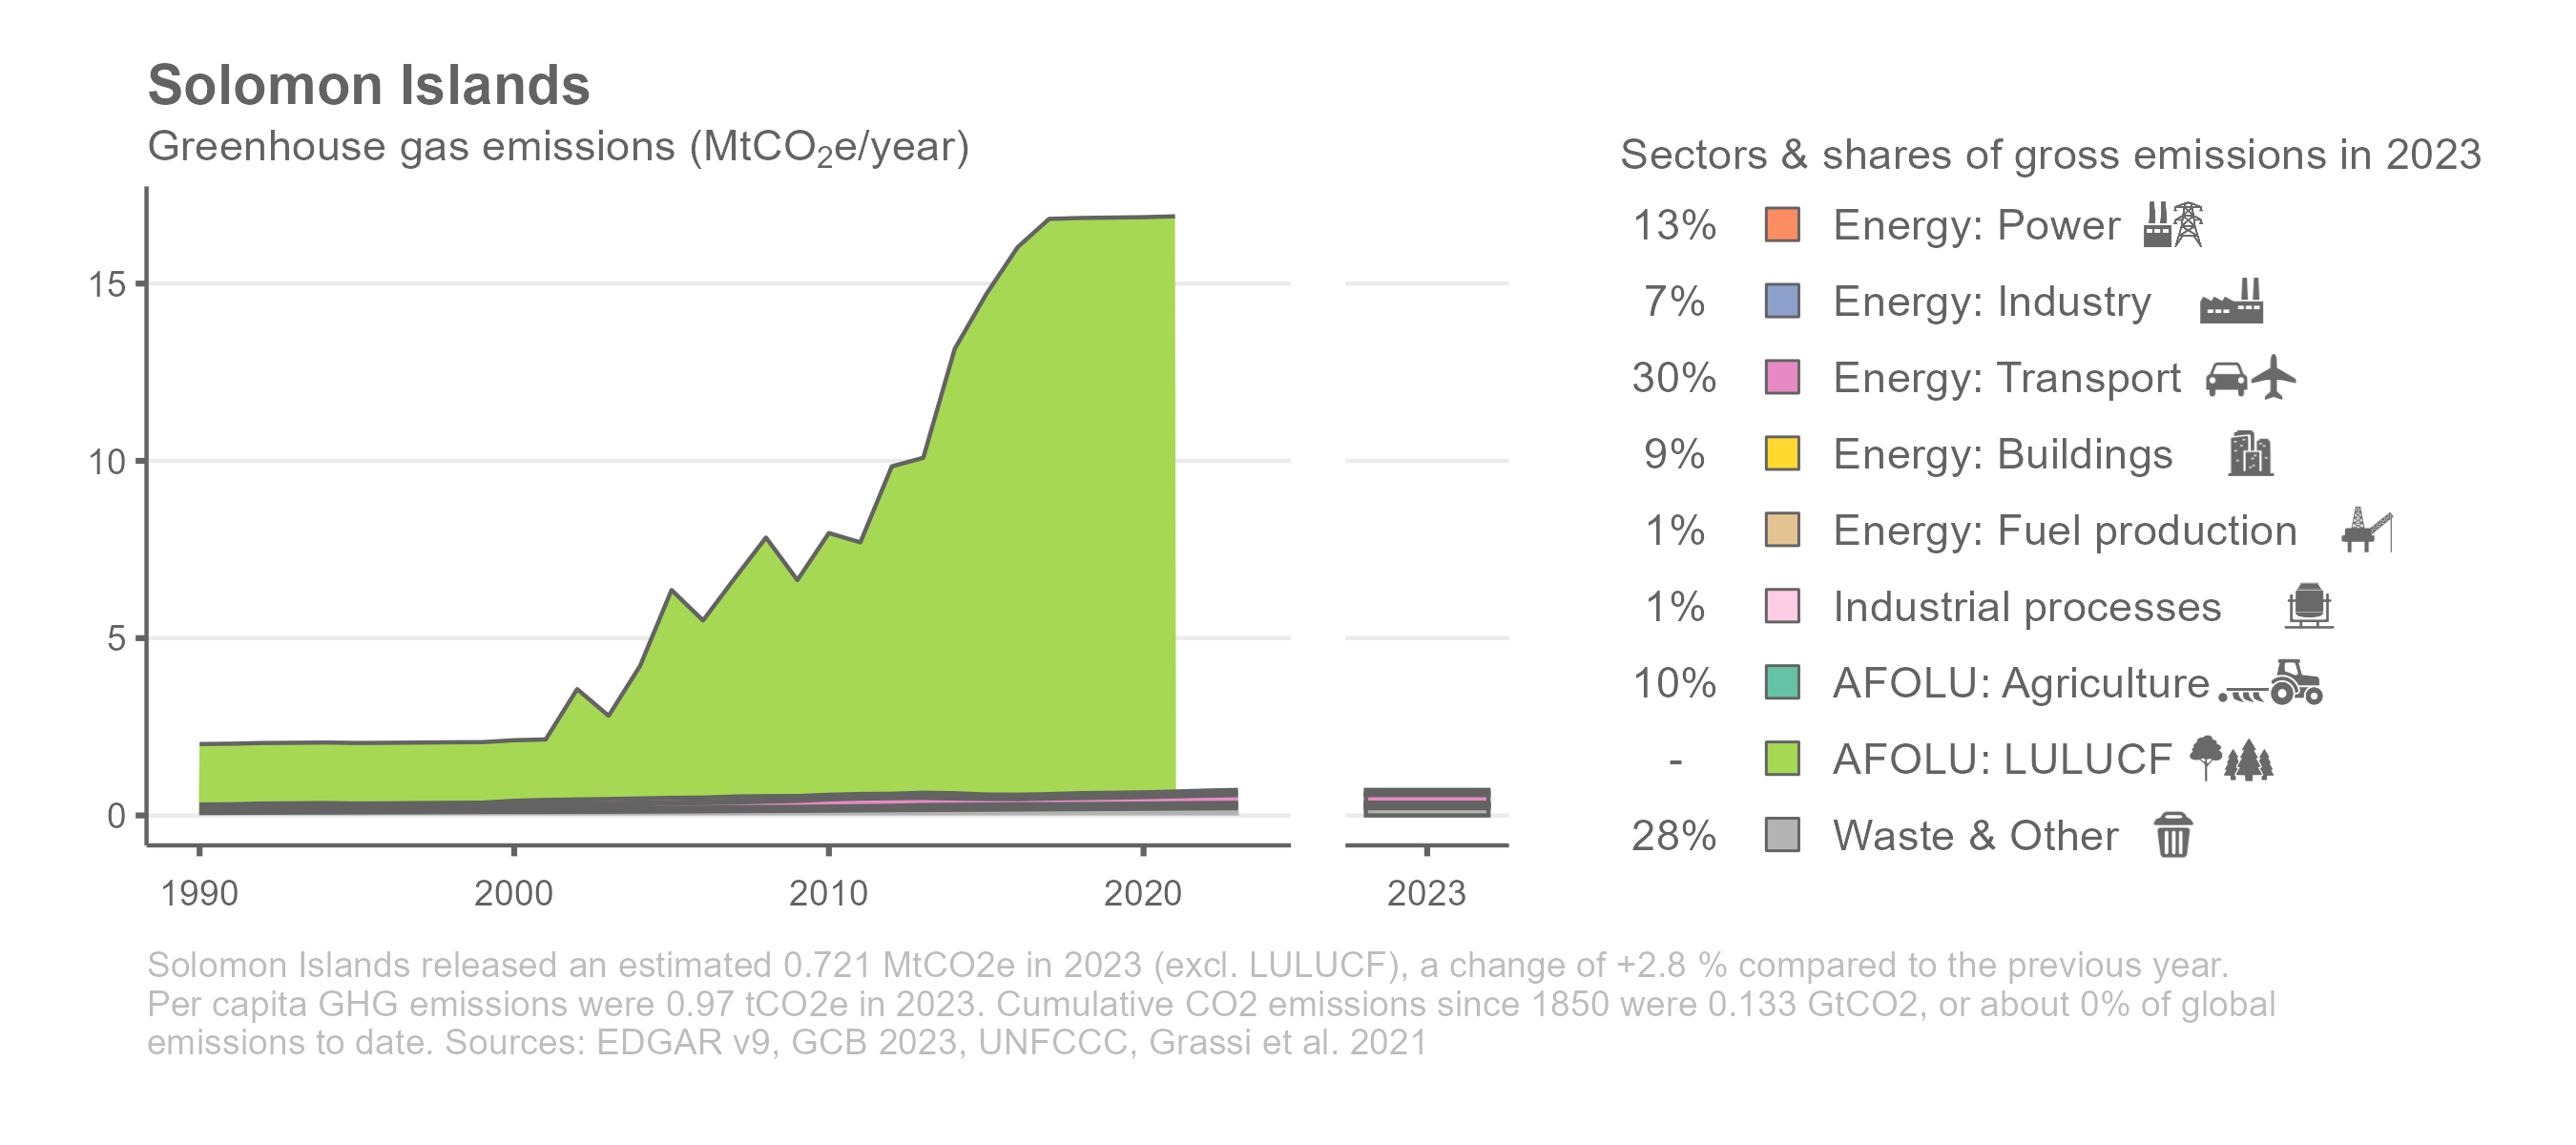 Solomon Islands
Greenhouse gas emissions (MtCO₂e/year)
15
10
5
0
1990 2000 2010 2020 2023
Sectors & shares of gross emissions in 2023
13% Energy: Power
7% Energy: Industry
30% Energy: Transport
9% Energy: Buildings
1% Energy: Fuel production
1% Industrial processes
10% AFOLU: Agriculture
- AFOLU: LULUCF
28% Waste & Other
Solomon Islands released an estimated 0.721 MtCO2e in 2023 (excl. LULUCF), a change of +2.8 % compared to the previous year.
Per capita GHG emissions were 0.97 tCO2e in 2023. Cumulative CO2 emissions since 1850 were 0.133 GtCO2, or about 0% of global
emissions to date. Sources: EDGAR v9, GCB 2023, UNFCCC, Grassi et al. 2021